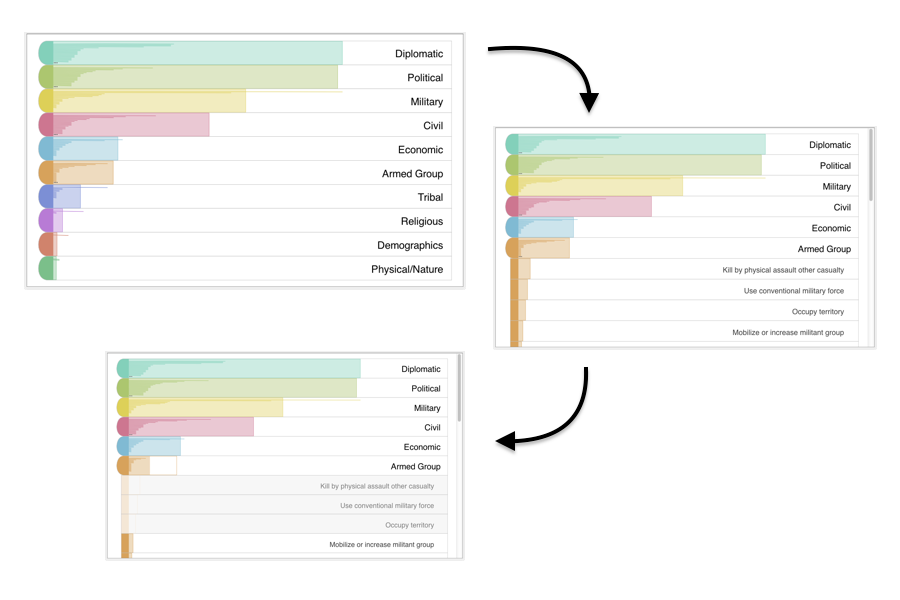 Diplomatic
Political
Military
Civil
Economic
Armed Group
Tribal
Religious
Demographics
Physical/Nature
Diplomatic
Political
Military
Civil
Economic
Armed Group
Kill by physical assault other casualty
Use conventional military force
Occupy territory
Mobilize or increase militant group
Diplomatic
Political
Military
Civil
Economic
Armed Group
Kill by physical assault other casualty
Use conventional military force
Occupy territory
Mobilize or increase militant group